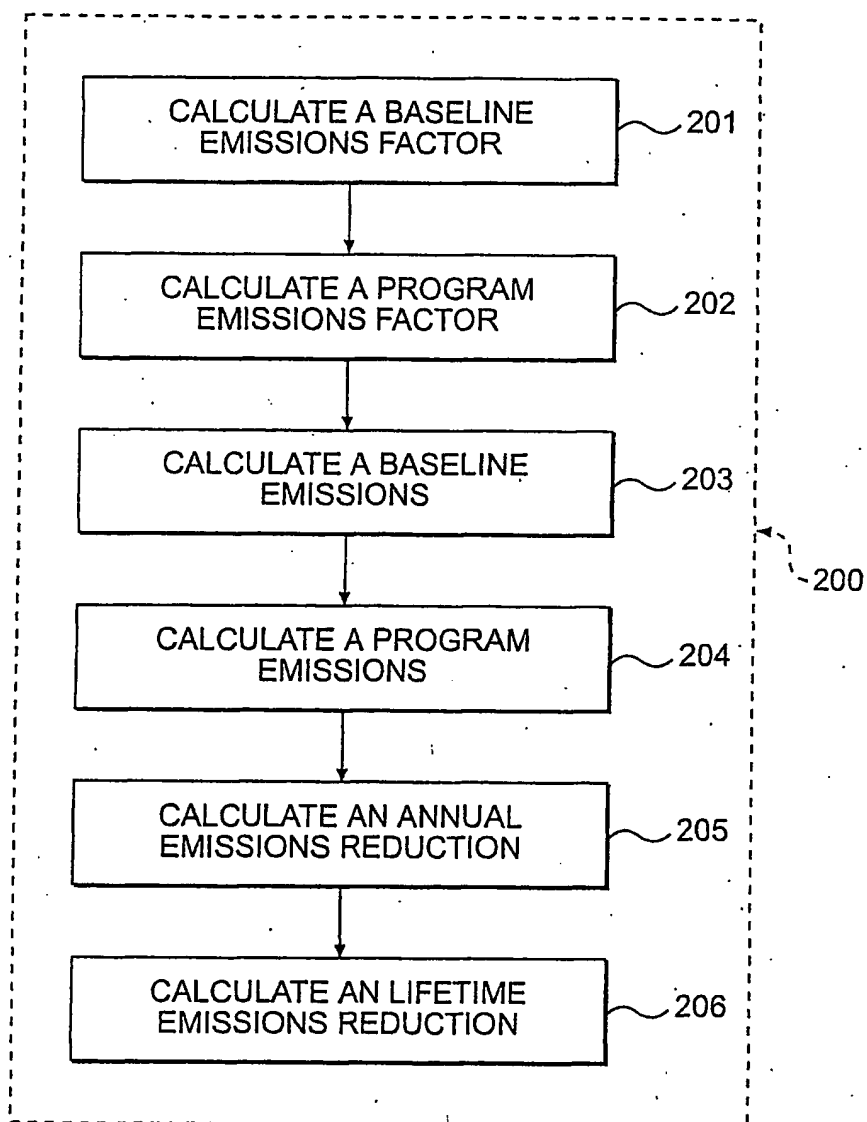 CALCULATE A BASELINE
EMISSIONS FACTOR
201
CALCULATE A PROGRAM
EMISSIONS FACTOR
202
CALCULATE A BASELINE
EMISSIONS
203
200
CALCULATE A PROGRAM
EMISSIONS
204
CALCULATE AN ANNUAL
EMISSIONS REDUCTION
205
CALCULATE AN LIFETIME
EMISSIONS REDUCTION
206